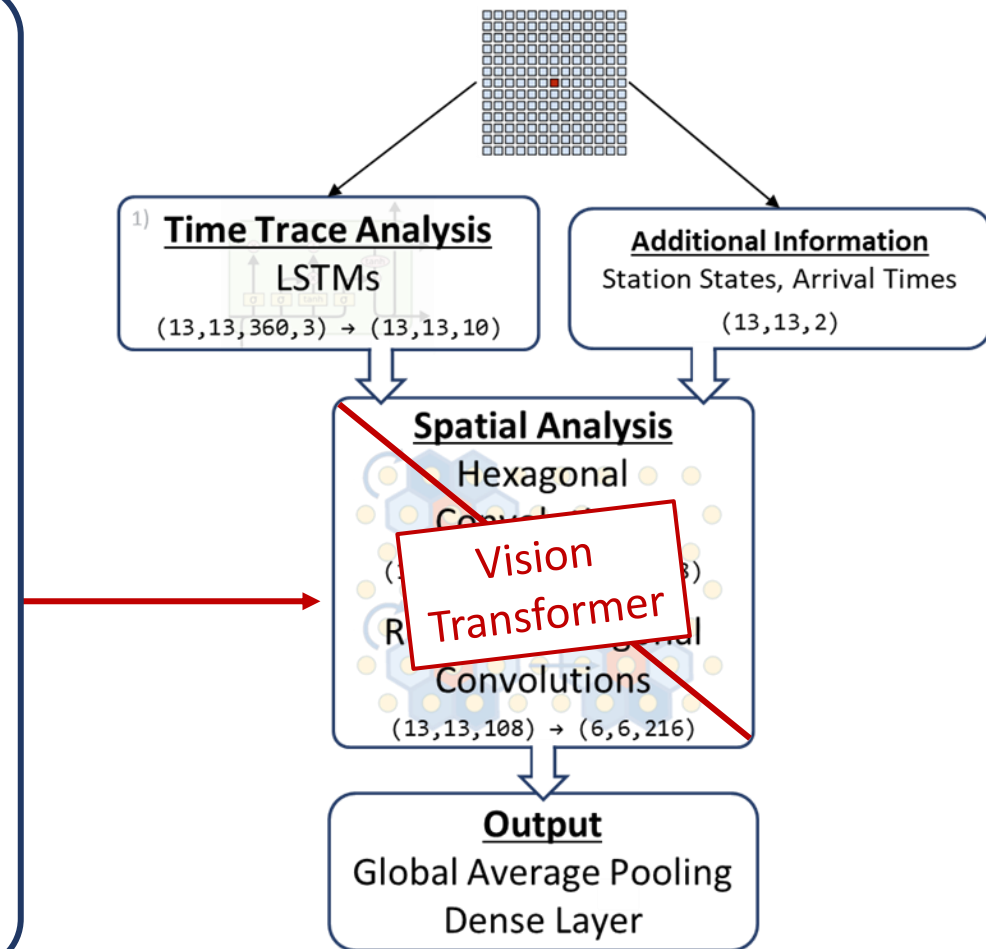 1)
Time Trace Analysis
LSTMs
(13,13,360,3) → (13,13,10)
Additional Information
Station States, Arrival Times
(13,13,2)
Spatial Analysis
Hexagonal
Vision
Transformer
Convolutions
(13,13,108) → (6,6,216)
Output
Global Average Pooling
Dense Layer